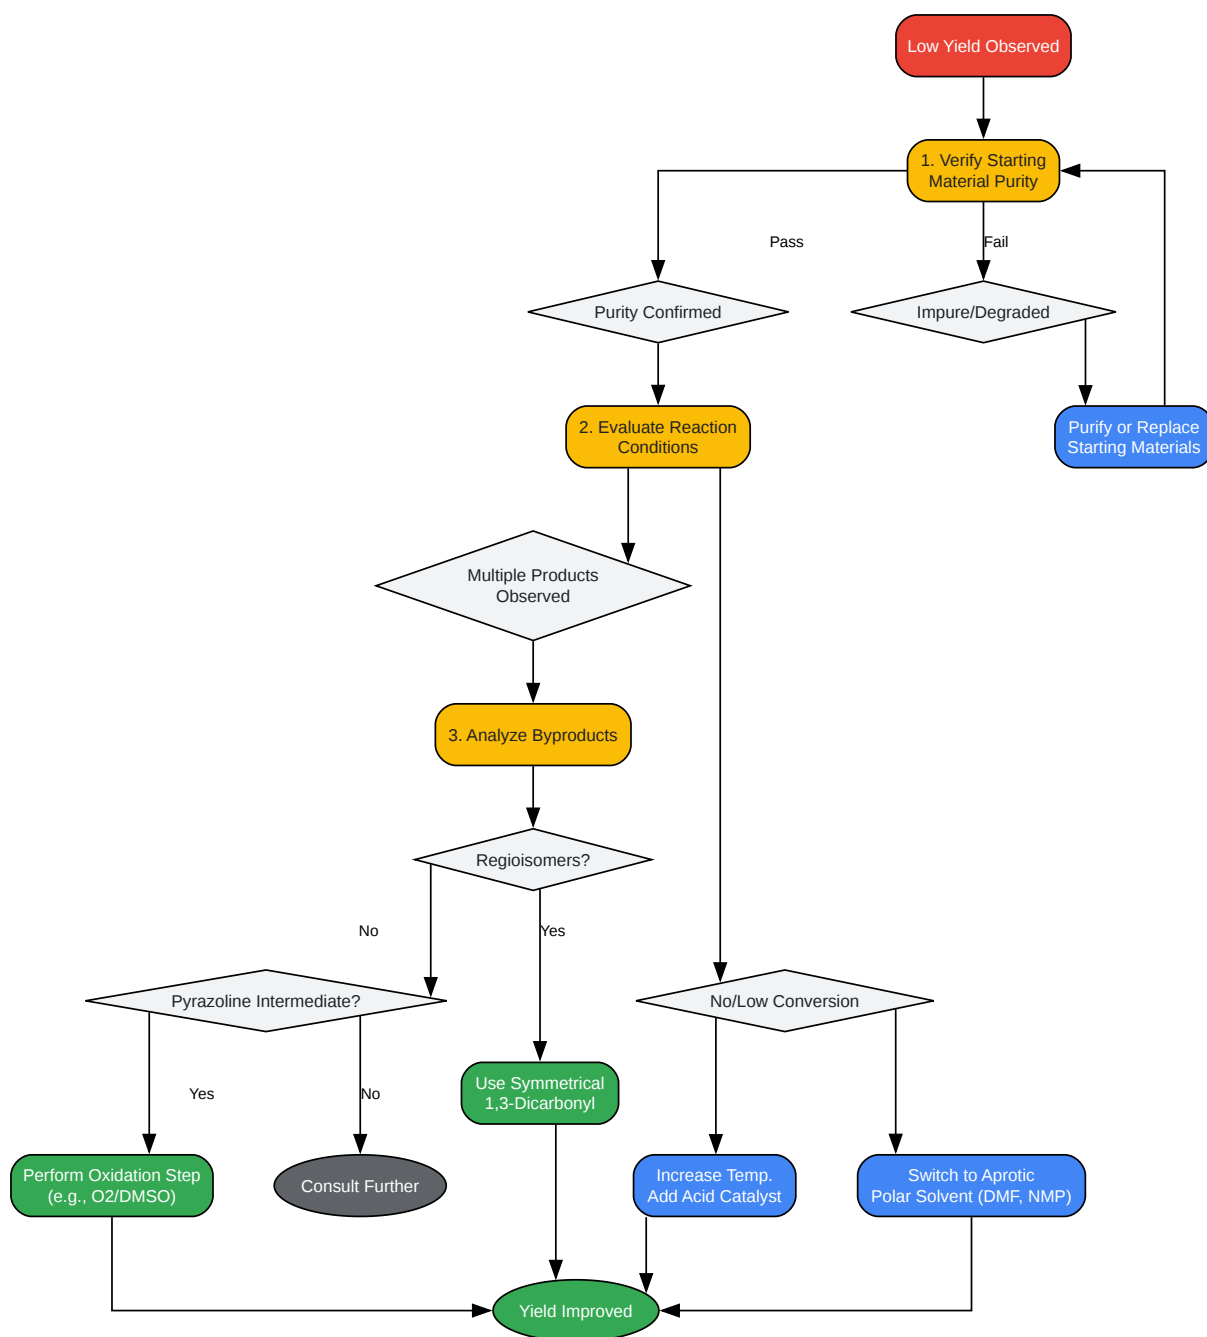 Low Yield Observed
1. Verify Starting
Material Purity
Pass
Fail
Purity Confirmed
Impure/Degraded
2. Evaluate Reaction
Conditions
Purify or Replace
Starting Materials
Multiple Products
Observed
3. Analyze Byproducts
Regioisomers?
No
Yes
Pyrazoline Intermediate?
No/Low Conversion
Use Symmetrical
1,3-Dicarbonyl
Yes
No
Perform Oxidation Step
(e.g., O2/DMSO)
Consult Further
Increase Temp.
Add Acid Catalyst
Switch to Aprotic
Polar Solvent (DMF, NMP)
Yield Improved